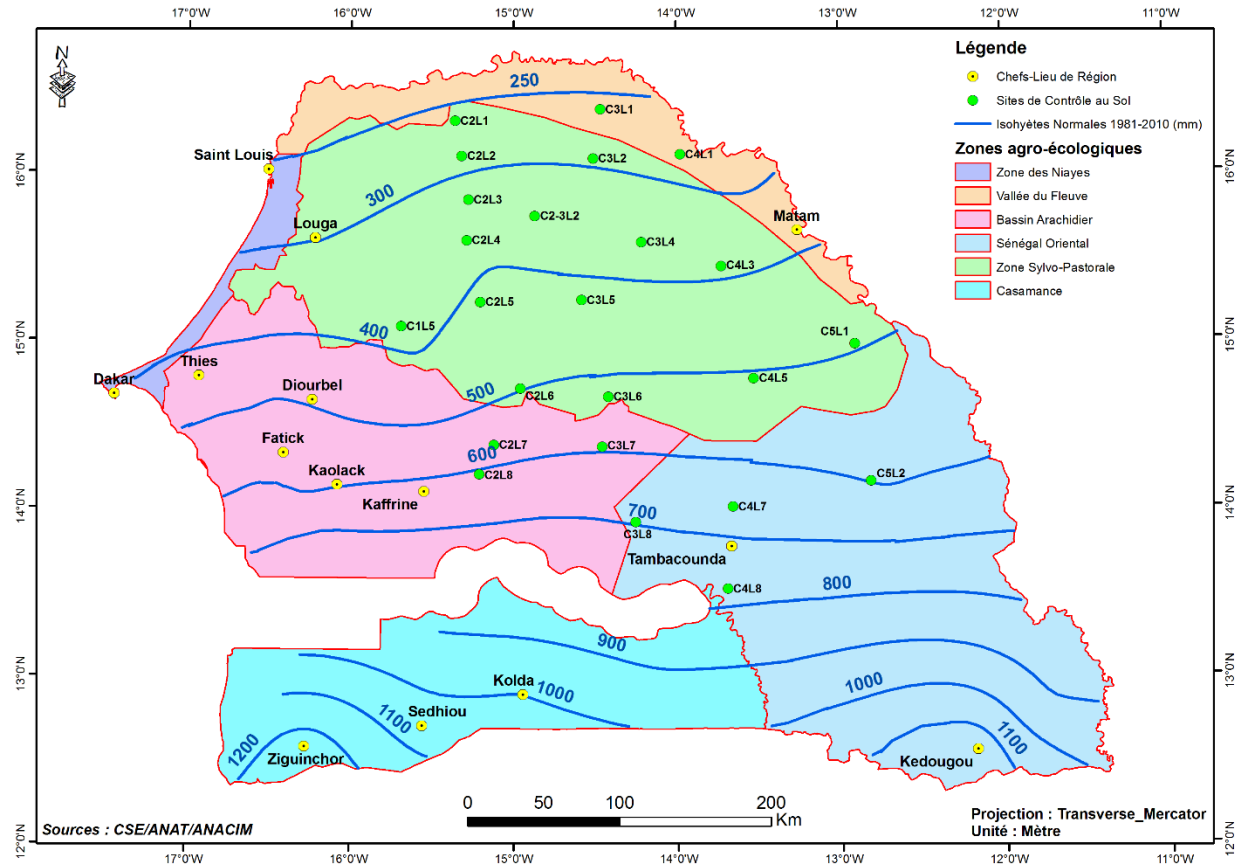 17°0'W 16°0'W 15°0'W 14°0'W 13°0'W 12°0'W 11°0'W
N
Légende
Chefs-Lieu de Région
Sites de Contrôle au Sol
Isohyètes Normales 1981-2010 (mm)
Zones agro-écologiques
Zone des Niayes
Vallée du Fleuve
Bassin Arachidier
Sénégal Oriental
Zone Sylvo-Pastorale
Casamance
250
C3L1
C2L1
Saint Louis
C2L2
C3L2
C4L1
16°0'N
16°0'N
300
C2L3
C2-3L2
Louga
Matam
C2L4
C3L4
C4L3
C2L5
C3L5
C1L5
400
C5L1
15°0'N
15°0'N
Thies
Dakar
Diourbel
500
C2L6
C3L6
C4L5
Fatick
C2L7
C3L7
600
C2L8
C5L2
Kaolack
Kaffrine
14°0'N
14°0'N
700
C4L7
C3L8
Tambacounda
C4L8
800
900
13°0'N
13°0'N
Kolda
1000
1000
Sedhiou
1100
1100
1200
Ziguinchor
Kedougou
0 50 100 200
Km
Sources : CSE/ANAT/ANACIM
Projection : Transverse_Mercator
Unité : Mètre
12°0'N
12°0'N
17°0'W 16°0'W 15°0'W 14°0'W 13°0'W 12°0'W 11°0'W